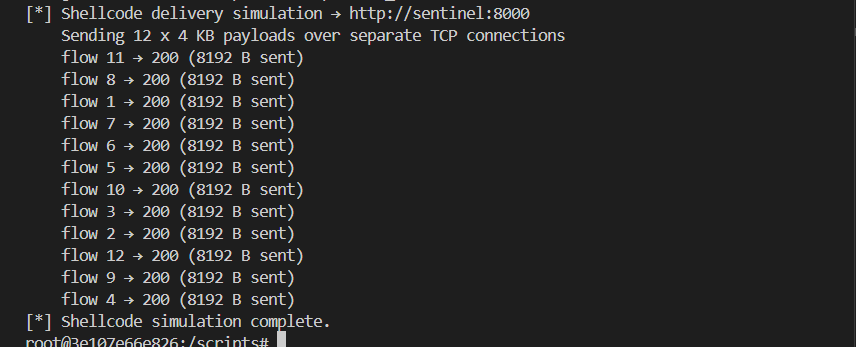 [*] Shellcode delivery simulation → http://sentinel:8000
Sending 12 x 4 KB payloads over separate TCP connections
flow 11 → 200 (8192 B sent)
flow 8 → 200 (8192 B sent)
flow 1 → 200 (8192 B sent)
flow 7 → 200 (8192 B sent)
flow 6 → 200 (8192 B sent)
flow 5 → 200 (8192 B sent)
flow 10 → 200 (8192 B sent)
flow 3 → 200 (8192 B sent)
flow 2 → 200 (8192 B sent)
flow 12 → 200 (8192 B sent)
flow 9 → 200 (8192 B sent)
flow 4 → 200 (8192 B sent)
[*] Shellcode simulation complete.
root@3e107e66e826:/scripts#